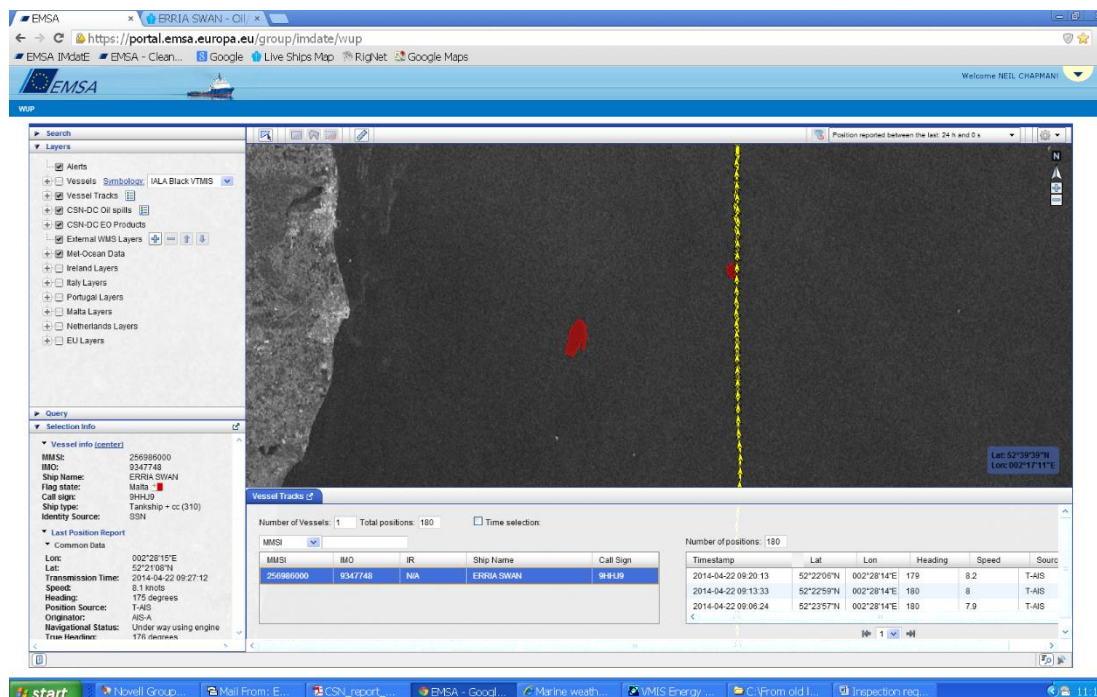 EMSA
ERRIA SWAN - Oil/
https://portal.emsa.europa.eu/group/imdate/wup
EMSA IMdatE EMSA - Clean... Google Live Ships Map RigNet Google Maps
EMSA
Welcome NEIL CHAPMAN!
WUP
Search
Layers
Position reported between the last: 24 h and 0 s
N
Alerts
Vessels Symbology: IALA Black VTMIS
Vessel Tracks
CSN-DC Oil spills
CSN-DC EO Products
External WMS Layers
Met-Ocean Data
Ireland Layers
Italy Layers
Portugal Layers
Malta Layers
Netherlands Layers
EU Layers
Query
Selection Info
Vessel info (center)
MMSI: 256986000
IMO: 9347748
Ship Name: ERRIA SWAN
Flag state: Malta
Call sign: 9HHJ9
Ship type: Tankship + cc (310)
Identity Source: SSN
Last Position Report
Common Data
Lon: 002°28'15"E
Lat: 52°21'08"N
Transmission Time: 2014-04-22 09:27:12
Speed: 8.1 knots
Heading: 175 degrees
Position Source: T-AIS
Originator: AIS-A
Navigational Status: Under way using engine
True Heading: 176 degrees
Lat: 52°39'39"N
Lon: 002°17'11"E
Vessel Tracks
Number of Vessels: 1 Total positions: 180 Time selection:
MMSI
MMSI IMO IR Ship Name Call Sign
256986000 9347748 N/A ERRIA SWAN 9HHJ9
Number of positions: 180
Timestamp Lat Lon Heading Speed Sourc
2014-04-22 09:20:13 52°22'06"N 002°28'14"E 179 8.2 T-AIS
2014-04-22 09:13:33 52°22'59"N 002°28'14"E 180 8 T-AIS
2014-04-22 09:06:24 52°23'57"N 002°28'14"E 180 7.9 T-AIS
1
start Novell Group... Mail From: E... CSN_report_... EMSA - Googl... Marine weath... VMIS Energy ... C:\From old l... Inspection req...